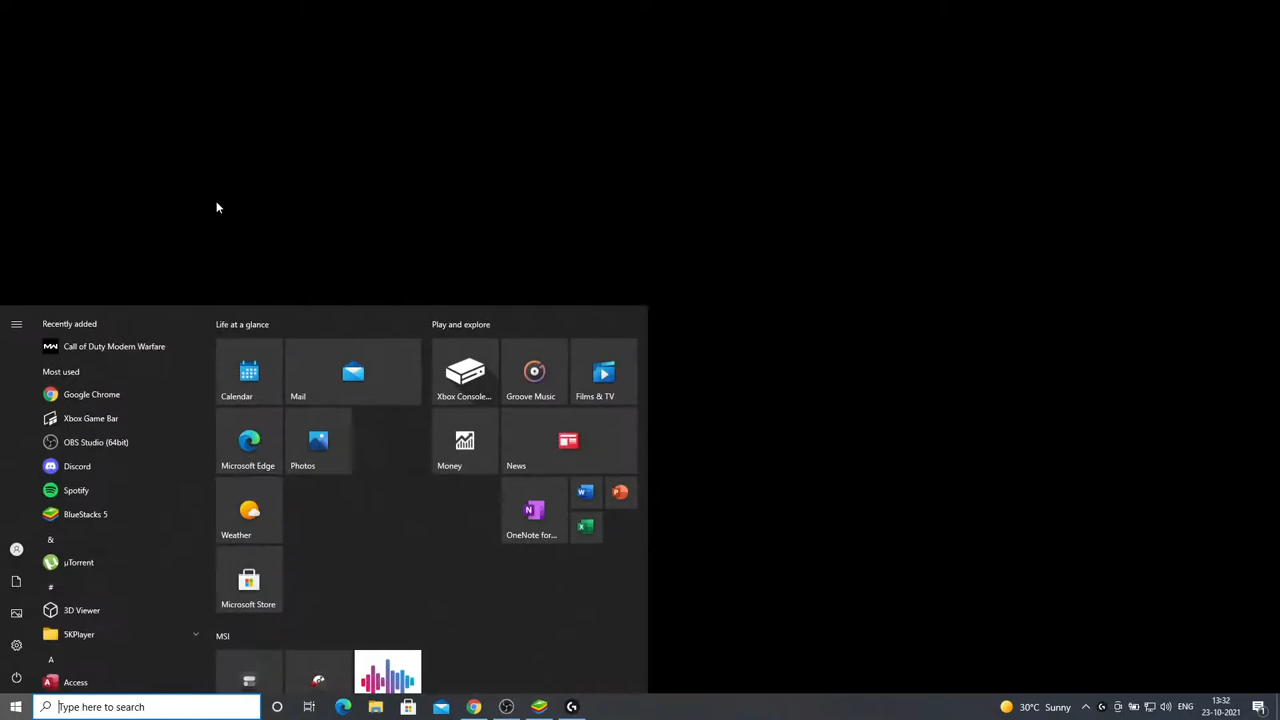 Recently added
Call of Duty Modern Warfare
Most used
Google Chrome
Xbox Game Bar
OBS Studio (64bit)
Discord
Spotify
BlueStacks 5
&
µTorrent
#
3D Viewer
5KPlayer
A
Access
Life at a glance
Calendar
Mail
Microsoft Edge
Photos
Weather
Microsoft Store
MSI
Play and explore
Xbox Console...
Groove Music
Films & TV
Money
News
OneNote for...
Type here to search
30°C Sunny
ENG
13:32
23-10-2021